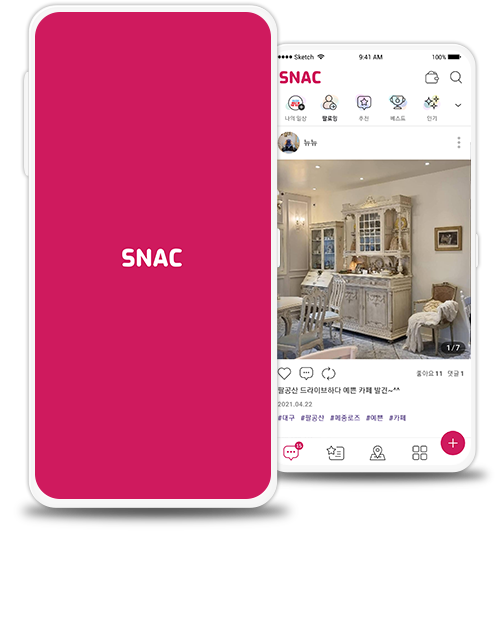 SNAC
Sketch 9:41 AM 100%
SNAC
나의 일상 팔로잉 추천 베스트 인기
뉴뉴
1/7
좋아요 11 댓글 1
팔공산 드라이브하다 예쁜 카페 발견~^^
2021.04.22
#대구 #팔공산 #메종로즈 #예쁜 #카페
15